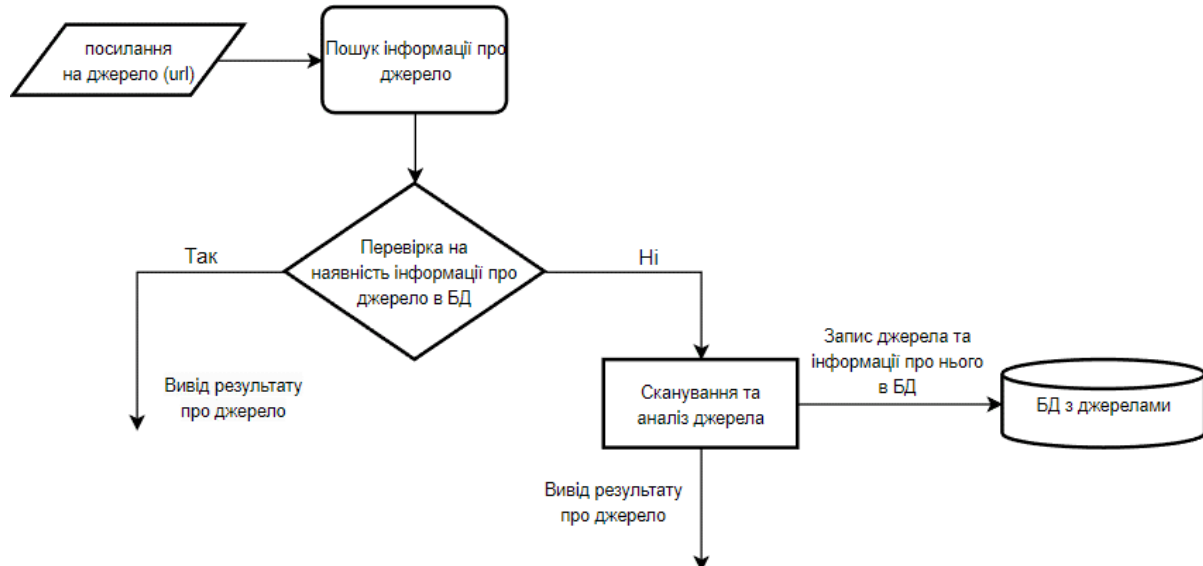 посилання
на джерело (url)
Пошук інформації про
джерело
Перевірка на
наявність інформації про
джерело в БД
Так
Ні
Вивід результату
про джерело
Запис джерела та
інформації про нього
в БД
Сканування та
аналіз джерела
БД з джерелами
Вивід результату
про джерело